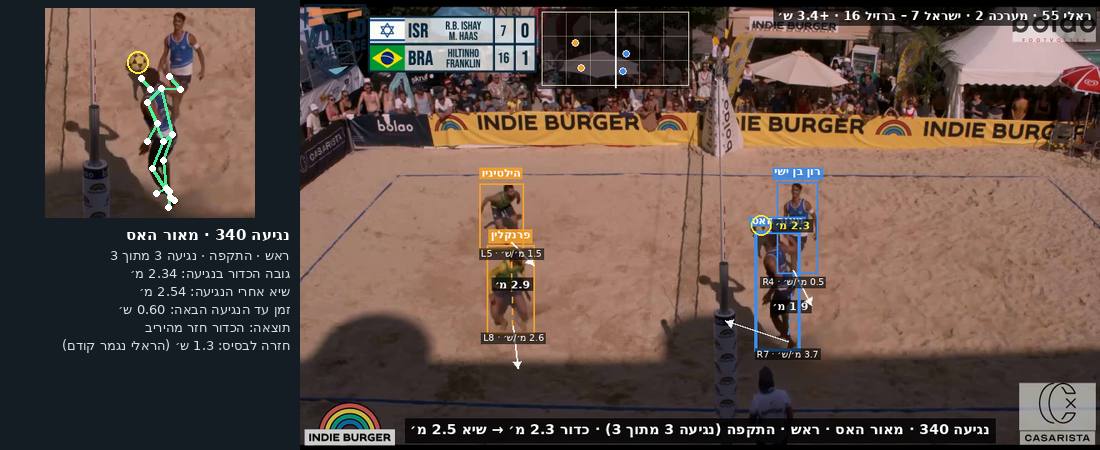 נגיעה 340 · מאור האס
ראש · התקפה · נגיעה 3 מתוך 3
גובה הכדור בנגיעה: 2.34 מ׳
שיא אחרי הנגיעה: 2.54 מ׳
זמן עד הנגיעה הבאה: 0.60 ש׳
תוצאה: הכדור חזר מהיריב
חזרה לבסיס: 1.3 ש׳ (הראלי נגמר קודם)
ראלי 55 · מערכה 2 · ישראל 7 - ברזיל 16 · +3.4 ש׳
ISR R.B. ISHAY M. HAAS 7 0
BRA HILTINHO FRANKLIN 16 1
INDIE BURGER
bolao
FOOTVOLLEY
bolao
INDIE BURGER
INDIE BURGER
INDIE BURGER
CASARISTA
הילטיניו
רון בן ישי
פרנקלין
האס
2.3 מ׳
L5 · 1.5 מ׳/ש׳
2.9 מ׳
R4 · 0.5 מ׳/ש׳
1.9 מ׳
L8 · 2.6 מ׳/ש׳
R7 · 3.7 מ׳/ש׳
INDIE BURGER
CASARISTA
נגיעה 340 · מאור האס · ראש · התקפה (נגיעה 3 מתוך 3) · כדור 2.3 מ׳ → שיא 2.5 מ׳